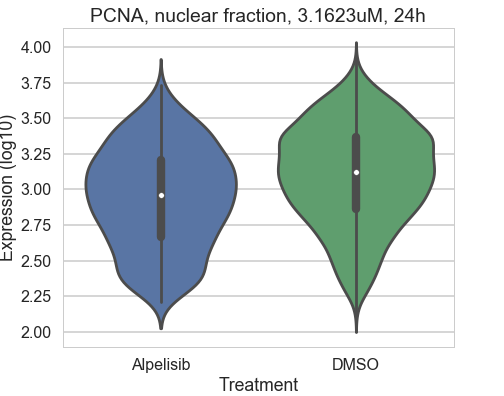 PCNA, nuclear fraction, 3.1623uM, 24h
Expression (log10)
4.00
3.75
3.50
3.25
3.00
2.75
2.50
2.25
2.00
Alpelisib DMSO
Treatment